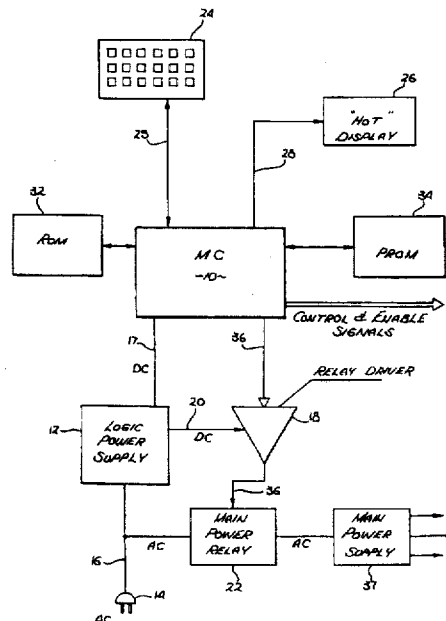 24
26
"HOT"
DISPLAY
25
28
32
ROM
MC
-10-
34
PROM
CONTROL & ENABLE
SIGNALS
17
DC
36
RELAY DRIVER
20
DC
18
12
LOGIC
POWER
SUPPLY
36
MAIN
POWER
RELAY
22
AC
AC
MAIN
POWER
SUPPLY
37
16
14
AC